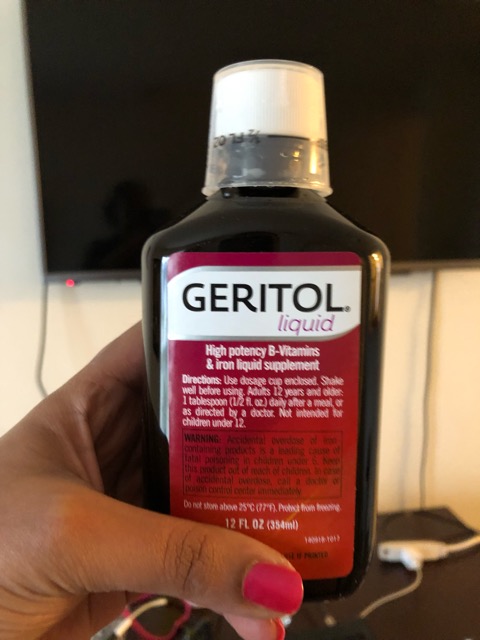 GERITOL®
liquid
High potency B-Vitamins
& iron liquid supplement
Directions: Use dosage cup enclosed. Shake
well before using. Adults 12 years and older:
1 tablespoon (1/2 fl. oz.) daily after a meal, or
as directed by a doctor. Not intended for
children under 12.
WARNING: Accidental overdose of iron-
containing products is a leading cause of
fatal poisoning in children under 6. Keep
this product out of reach of children. In case
of accidental overdose, call a doctor or
poison control center immediately.
Do not store above 25°C (77°F). Protect from freezing.
12 FL OZ (354ml)
140918-1017
IF PRINTED